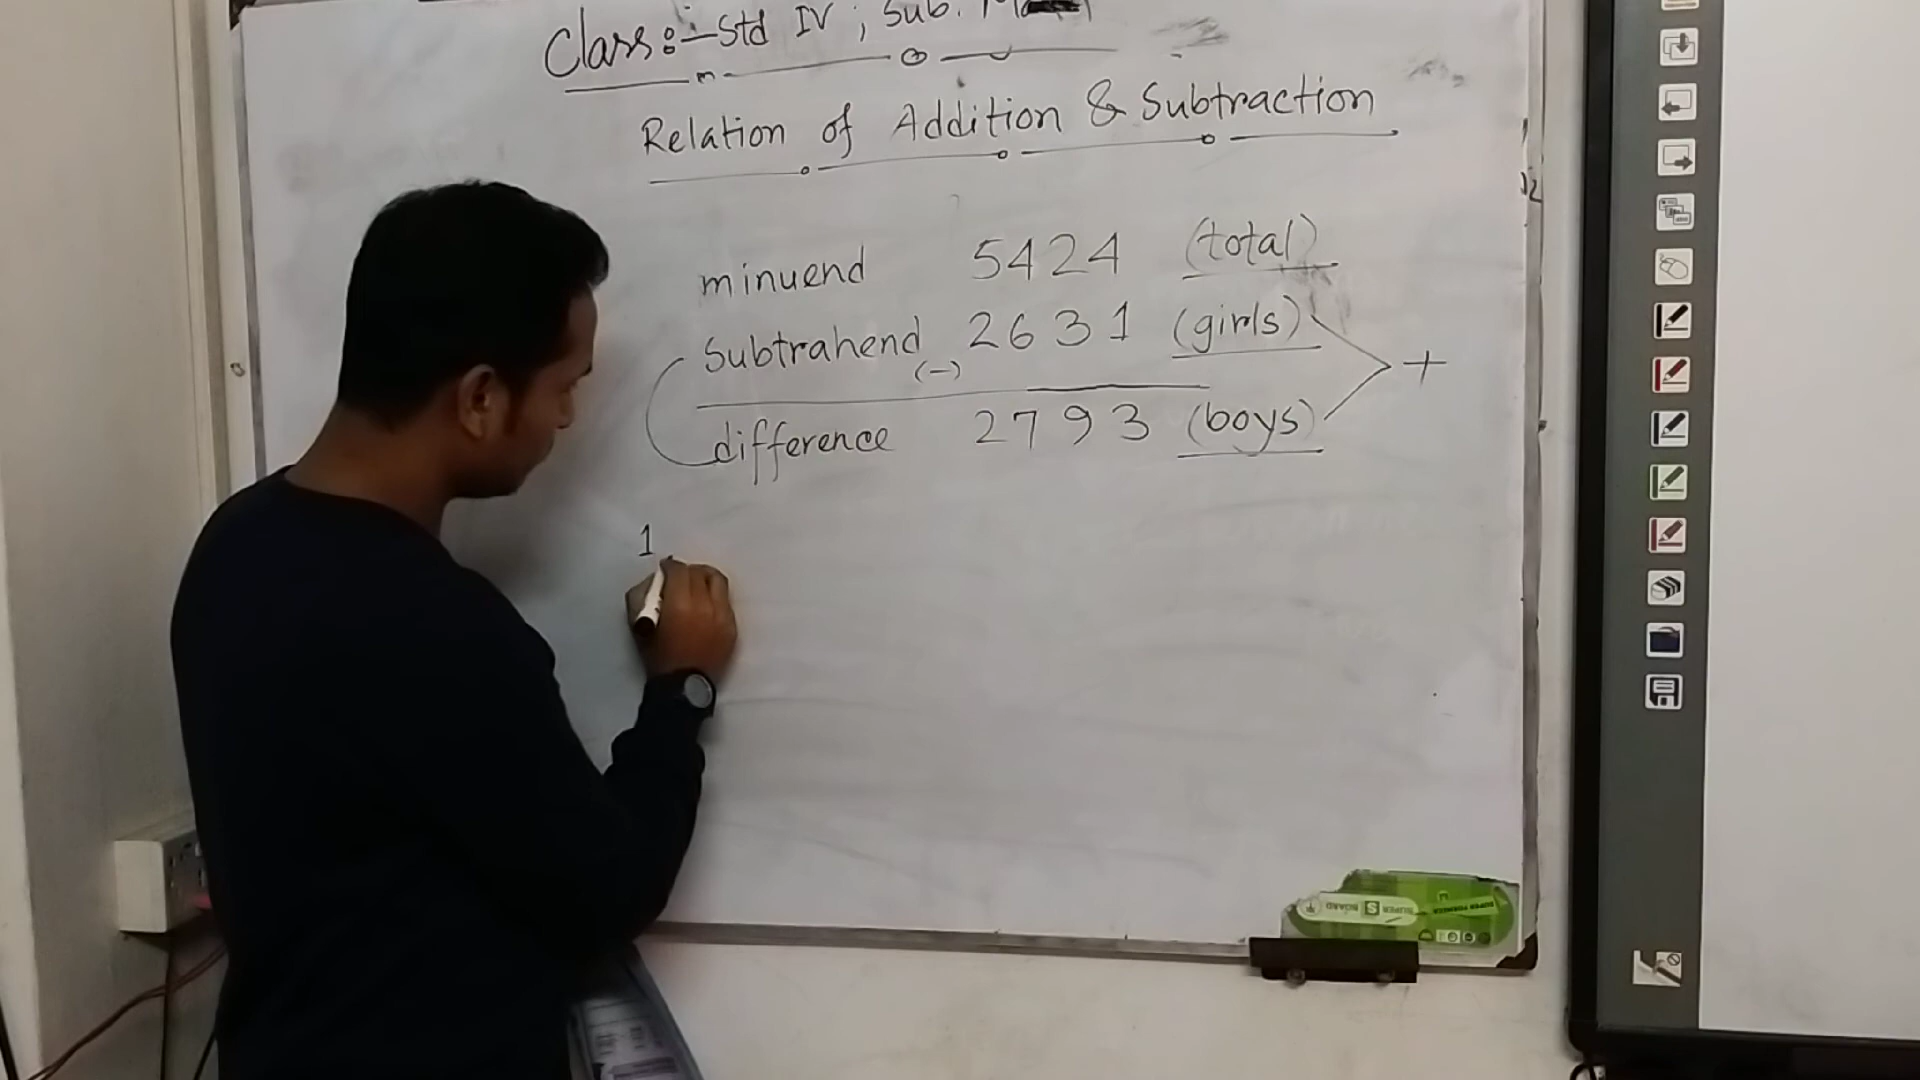 Class:- Std IV ; Sub.
Relation of Addition & Subtraction
minuend 5424 (total)
Subtrahend 2631 (girls)
(-)
+
difference 2793 (boys)
1